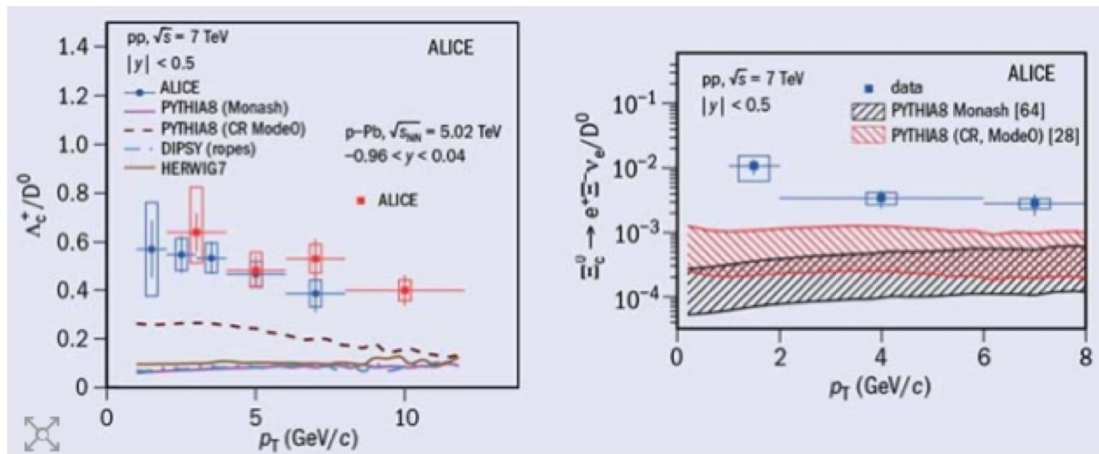 1.4
1.2
1.0
0.8
0.6
0.4
0.2
0
0
5
10
Λc+/D0
pT (GeV/c)
pp, √s = 7 TeV
|y| < 0.5
ALICE
ALICE
PYTHIA8 (Monash)
PYTHIA8 (CR Mode0)
DIPSY (ropes)
HERWIG7
p–Pb, √sNN = 5.02 TeV
–0.96 < y < 0.04
ALICE
10−1
10−2
10−3
10−4
0
2
4
6
8
Ξc0 → e+Ξ−νe/D0
pT (GeV/c)
pp, √s = 7 TeV
|y| < 0.5
ALICE
data
PYTHIA8 Monash [64]
PYTHIA8 (CR, Mode0) [28]